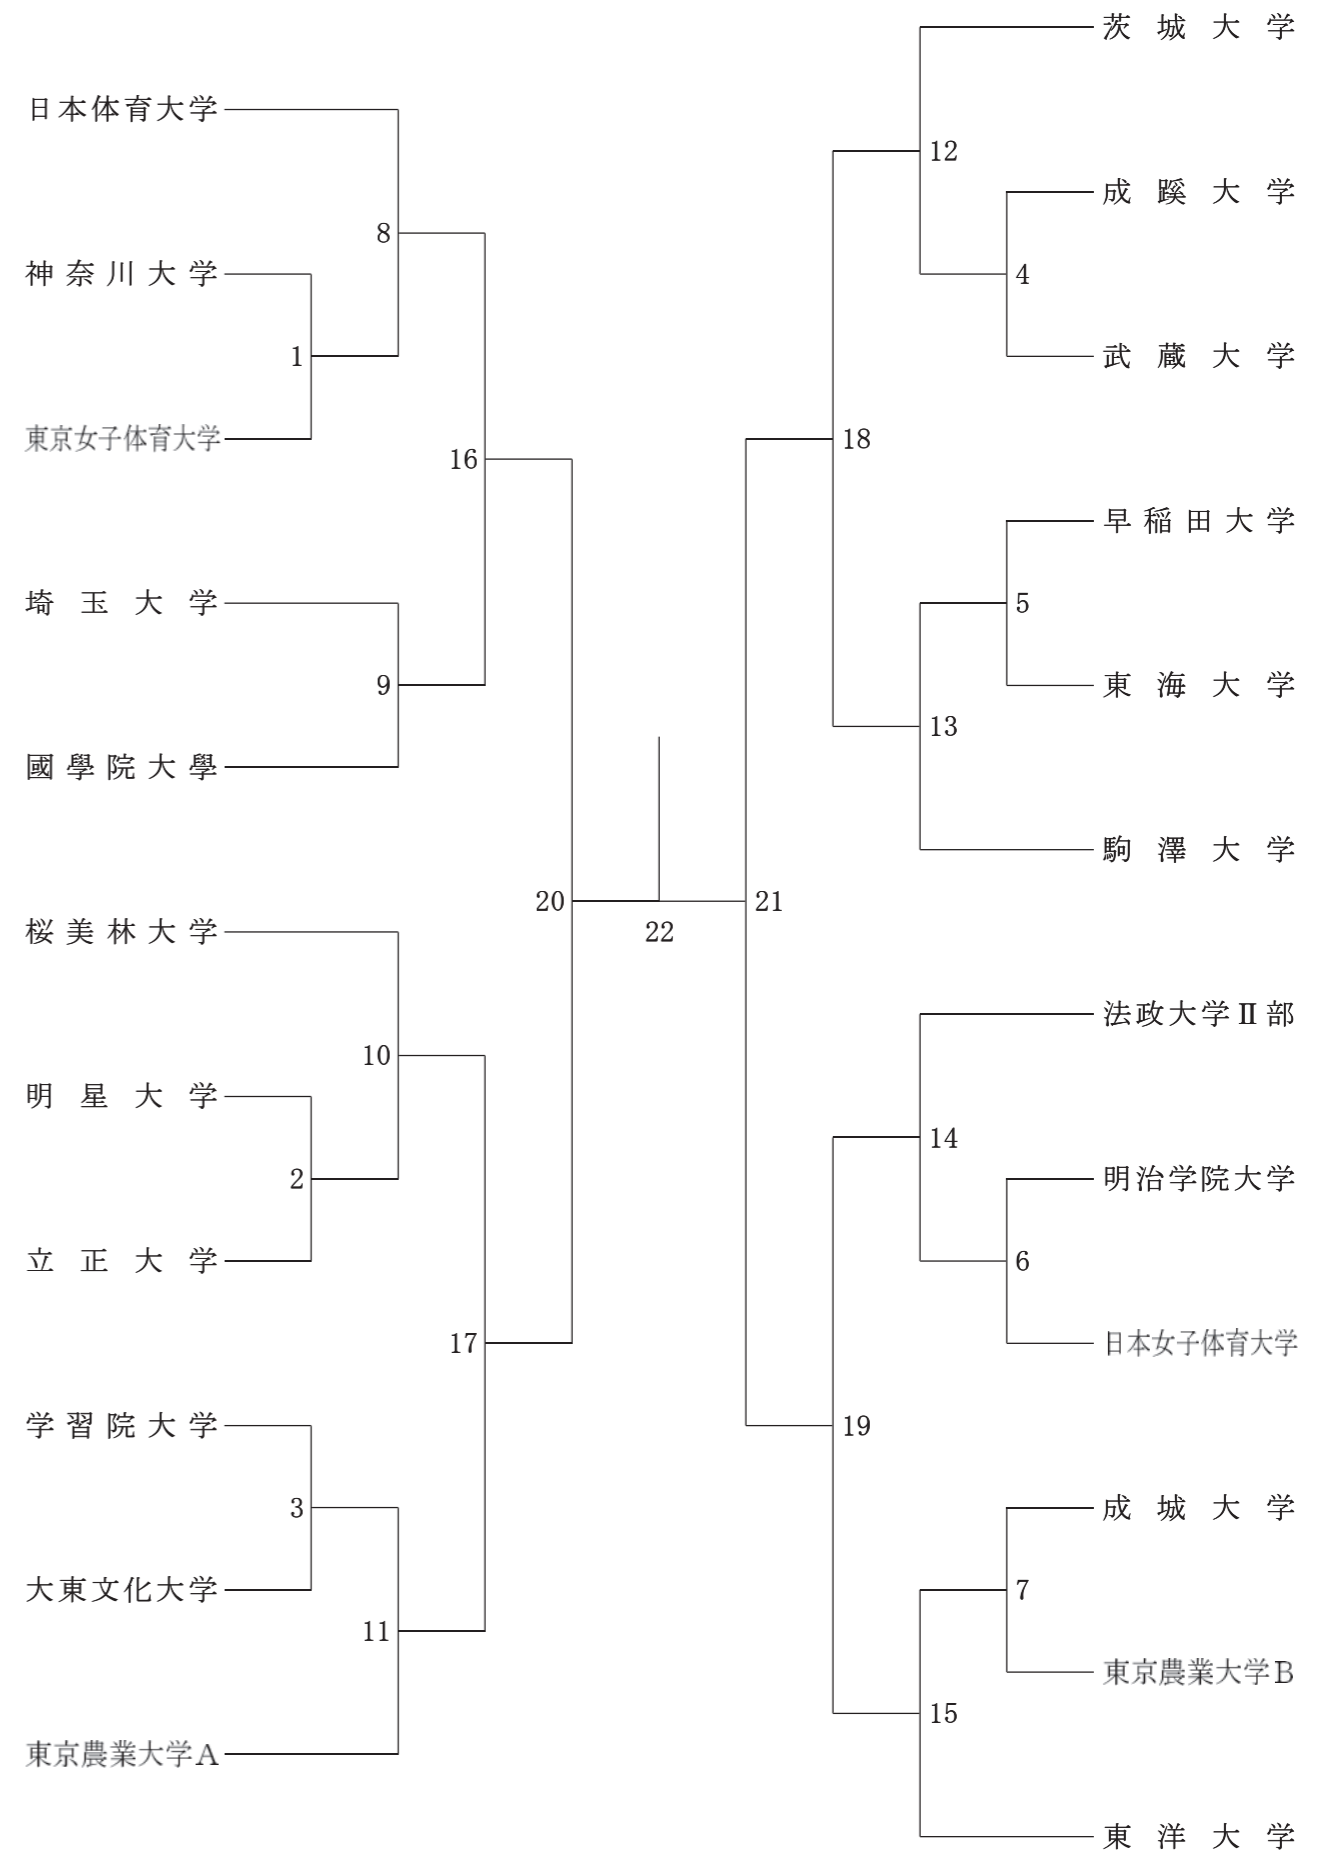 日本体育大学
8
神奈川大学
1
東京女子体育大学
16
埼玉大学
9
國學院大學
20
22
桜美林大学
10
明星大学
2
立正大学
17
学習院大学
3
大東文化大学
11
東京農業大学A
茨城大学
12
成蹊大学
4
武蔵大学
18
早稲田大学
5
東海大学
13
駒澤大学
21
法政大学Ⅱ部
14
明治学院大学
6
日本女子体育大学
19
成城大学
7
東京農業大学B
15
東洋大学